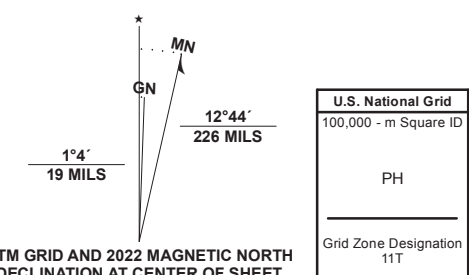 ★
MN
GN
12°44´
226 MILS
1°4´
19 MILS
TM GRID AND 2022 MAGNETIC NORTH
DECLINATION AT CENTER OF SHEET
U.S. National Grid
100,000 - m Square ID
PH
Grid Zone Designation
11T